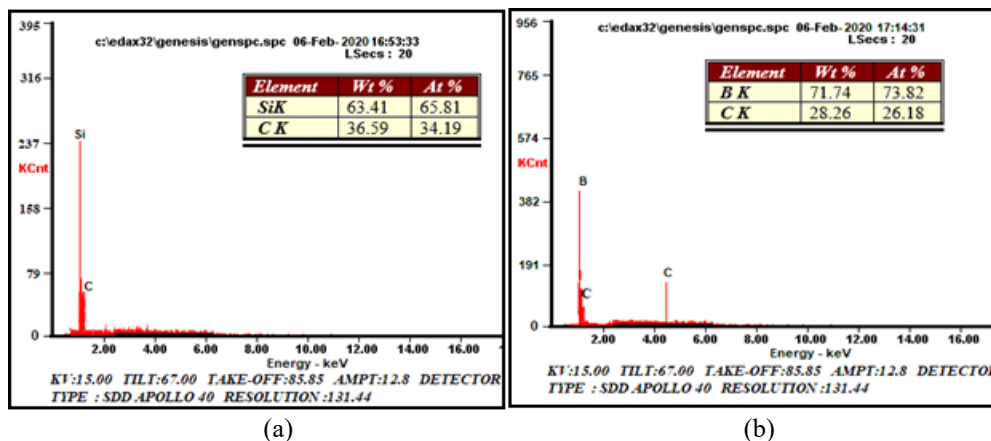 395
c:\edax32\genesis\genspc.spc 06-Feb-2020 16:53:33
LSecs : 20
316
Element Wt % At %
SiK 63.41 65.81
C K 36.59 34.19
Si
237
KCnt
158
79
C
0
2.00 4.00 6.00 8.00 10.00 12.00 14.00 16.00
Energy - keV
KV:15.00 TILT:67.00 TAKE-OFF:85.85 AMPT:12.8 DETECTOR
TYPE : SDD APOLLO 40 RESOLUTION :131.44
(a)
956
c:\edax32\genesis\genspc.spc 06-Feb-2020 17:14:31
LSecs : 20
765
Element Wt % At %
B K 71.74 73.82
C K 28.26 26.18
574
KCnt
382
B
191
C
C
0
2.00 4.00 6.00 8.00 10.00 12.00 14.00 16.00
Energy - keV
KV:15.00 TILT:67.00 TAKE-OFF:85.85 AMPT:12.8 DETECTOR
TYPE : SDD APOLLO 40 RESOLUTION :131.44
(b)